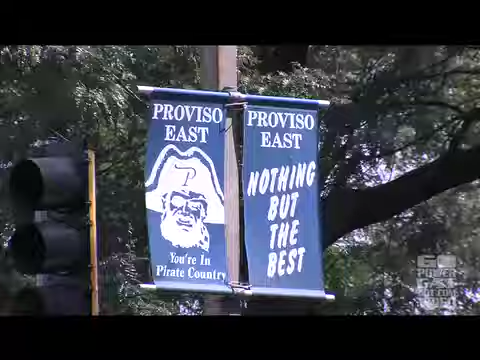 PROVISO
EAST
P
You're In
Pirate Country
PROVISO
EAST
NOTHING
BUT
THE
BEST